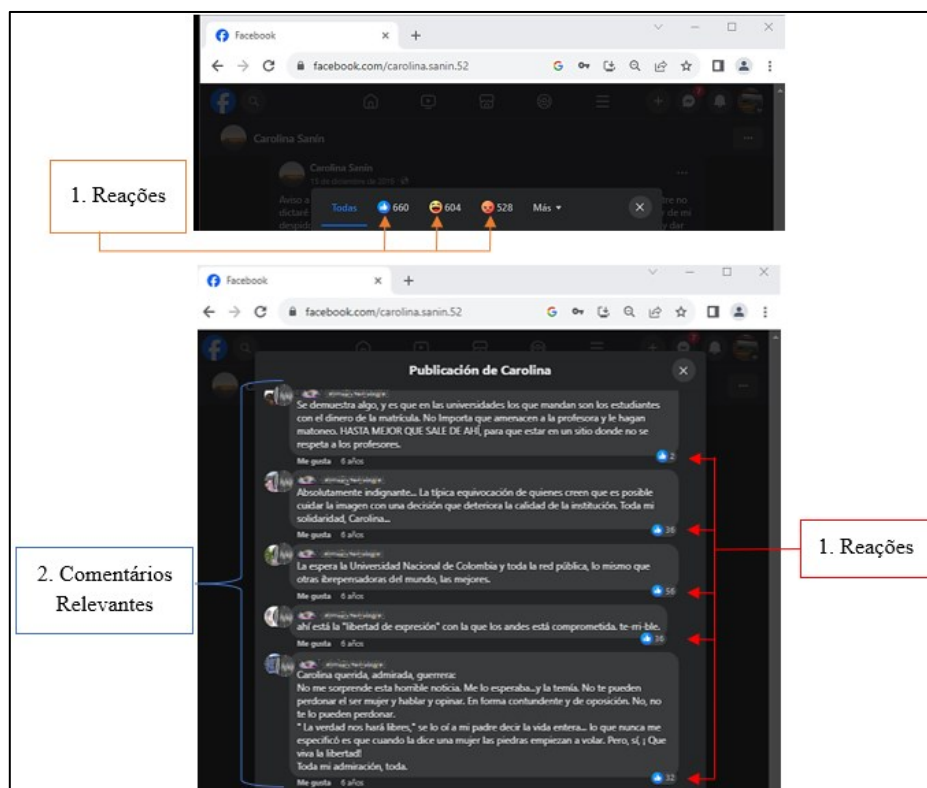 Facebook
facebook.com/carolina.sanin.52
Carolina Sanín
Carolina Sanín
Aviso a
tre no
dictaré
de mi
despid
y dar
Todas 660 604 528 Más
1. Reações
Facebook
facebook.com/carolina.sanin.52
Publicación de Carolina
Se demuestra algo, y es que en las universidades los que mandan son los estudiantes
con el dinero de la matrícula. No Importa que amenacen a la profesora y le hagan
matoneo. HASTA MEJOR QUE SALE DE AHÍ, para que estar en un sitio donde no se
respeta a los profesores.
2
Me gusta 6 años
Absolutamente indignante... La típica equivocación de quienes creen que es posible
cuidar la imagen con una decisión que deteriora la calidad de la institución. Toda mi
solidaridad, Carolina...
36
Me gusta 6 años
La espera la Universidad Nacional de Colombia y toda la red pública, lo mismo que
otras ibrepensadoras del mundo, las mejores.
56
Me gusta 6 años
ahí está la "libertad de expresión" con la que los andes está comprometida. te-rri-ble.
36
Me gusta 6 años
Carolina querida, admirada, guerrera:
No me sorprende esta horrible noticia. Me lo esperaba...y la temía. No te pueden
perdonar el ser mujer y hablar y opinar. En forma contundente y de oposición. No, no
te lo pueden perdonar.
" La verdad nos hará libres," se lo oí a mi padre decir la vida entera... lo que nunca me
especificó es que cuando la dice una mujer las piedras empiezan a volar. Pero, sí, ¡ Que
viva la libertad!
Toda mi admiración, toda.
32
Me gusta 6 años
2. Comentários
Relevantes
1. Reações